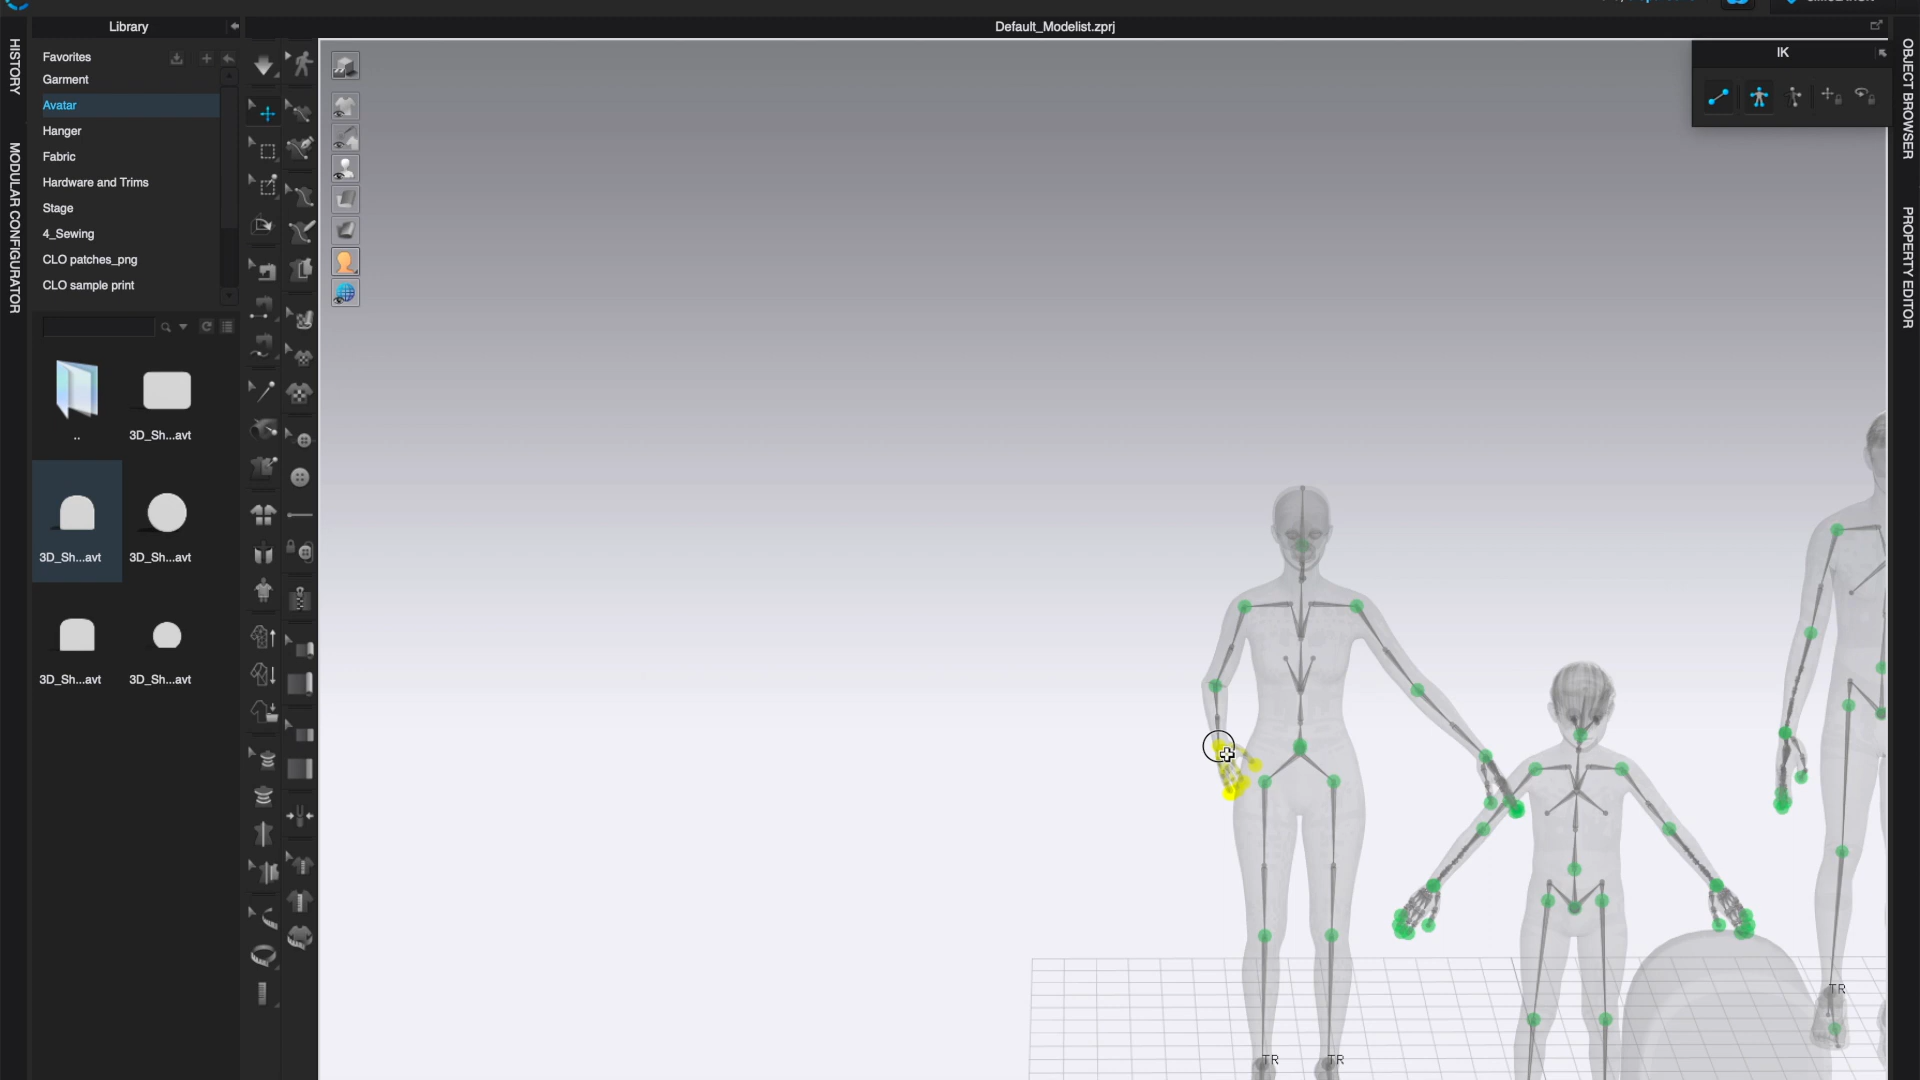 Library
Default_Modelist.zprj
HISTORY
MODULAR CONFIGURATOR
Favorites
Garment
Avatar
Hanger
Fabric
Hardware and Trims
Stage
4_Sewing
CLO patches_png
CLO sample print
..
3D_Sh...avt
3D_Sh...avt
3D_Sh...avt
3D_Sh...avt
3D_Sh...avt
IK
OBJECT BROWSER
PROPERTY EDITOR
TR
TR
TR